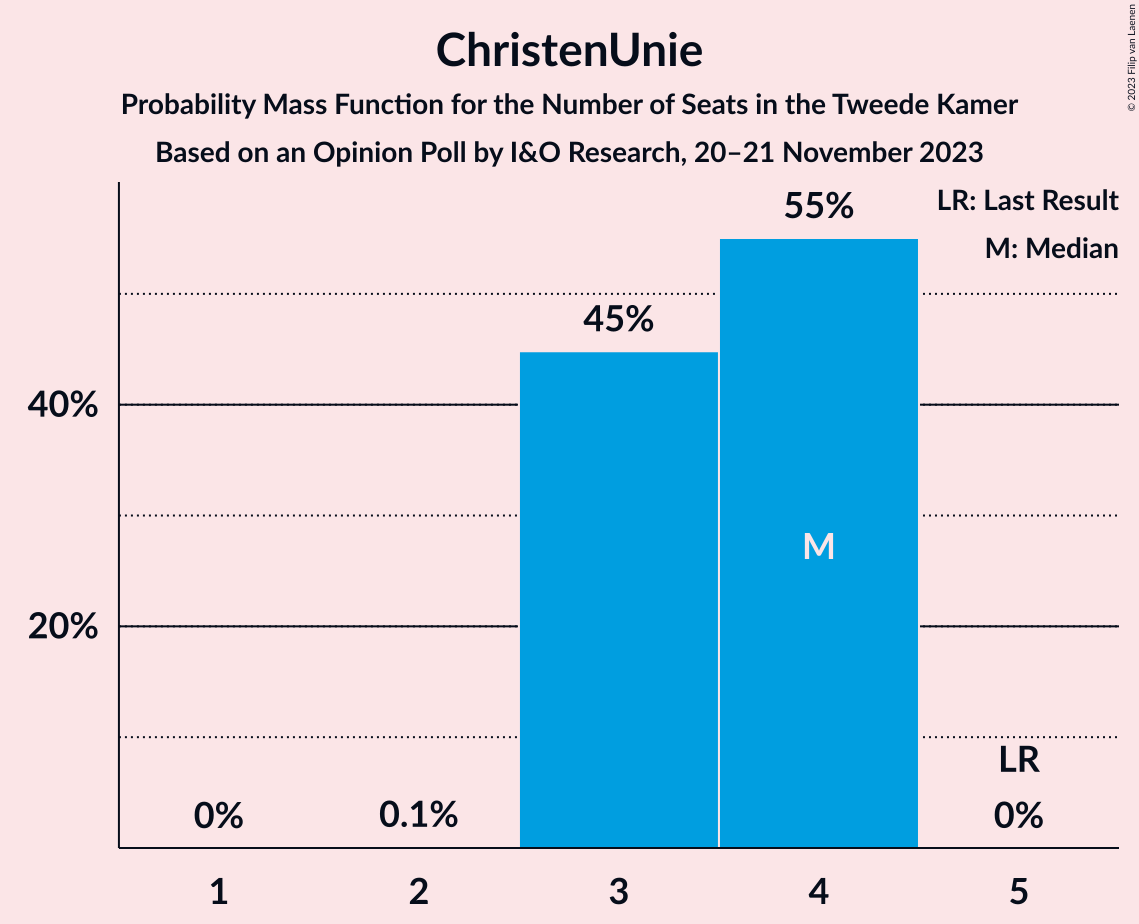 ChristenUnie
Probability Mass Function for the Number of Seats in the Tweede Kamer
Based on an Opinion Poll by I&O Research, 20–21 November 2023
© 2023 Filip van Laenen
LR: Last Result
M: Median
55%
45%
40%
M
20%
LR
0%
0.1%
0%
1
2
3
4
5